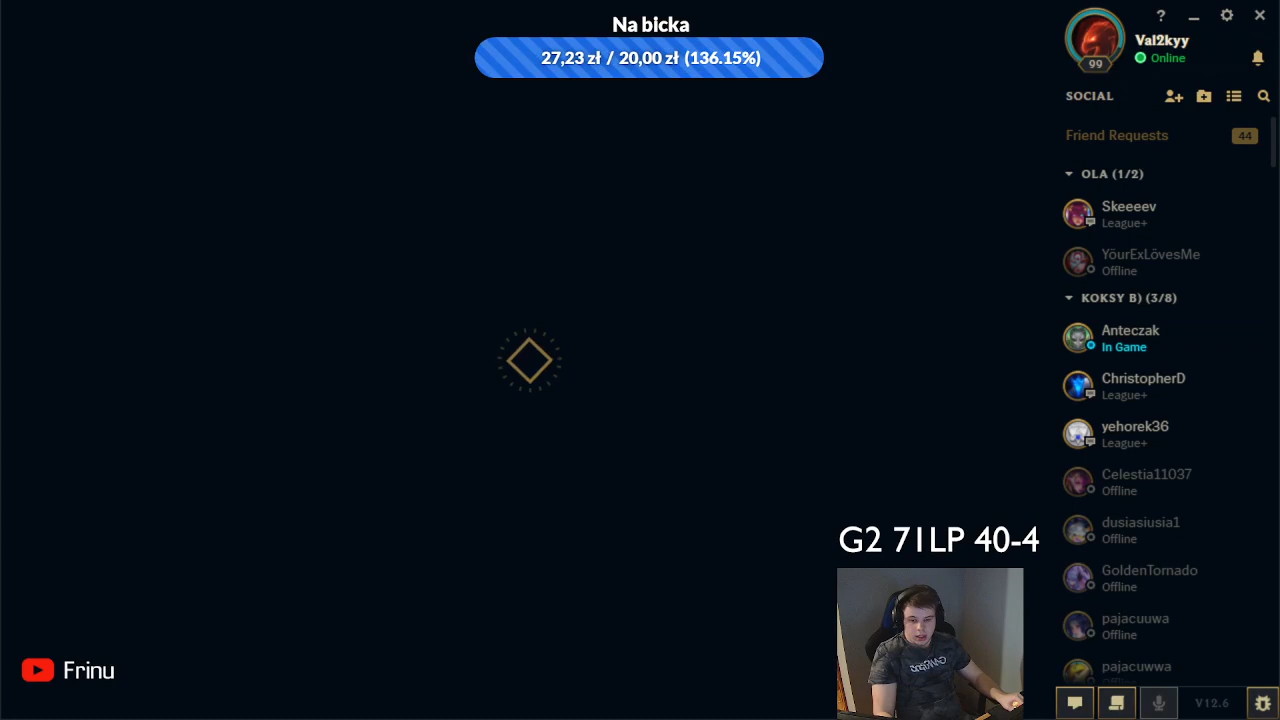 Na bicka
27,23 zł / 20,00 zł (136.15%)
?
Val2kyy
99
Online
SOCIAL
Friend Requests
44
OLA (1/2)
Skeeeev
League+
YöurExLövesMe
Offline
KOKSY B) (3/8)
Anteczak
In Game
ChristopherD
League+
yehorek36
League+
Celestia11037
Offline
dusiasiusia1
Offline
GoldenTornado
Offline
pajacuuwa
Offline
pajacuwwa
Offline
G2 71LP 40-4
Frinu
V12.6